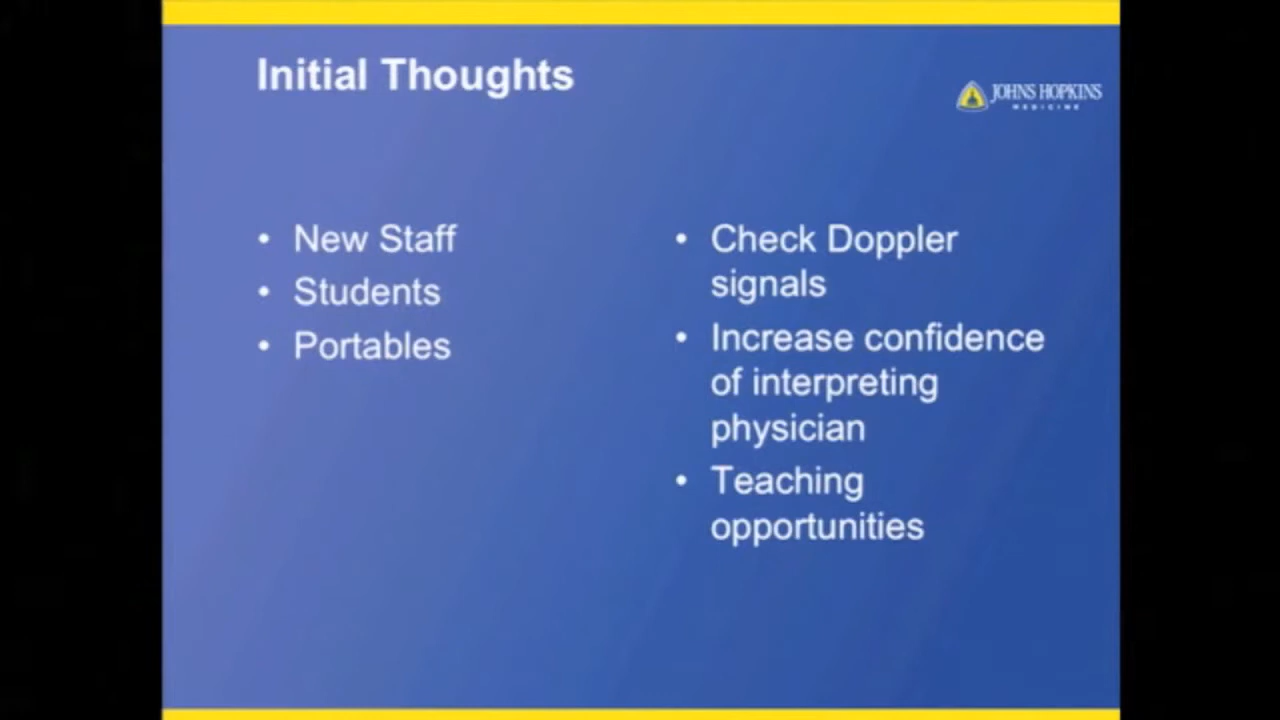 Initial Thoughts
JOHNS HOPKINS
MEDICINE
• New Staff
• Students
• Portables
• Check Doppler
signals
• Increase confidence
of interpreting
physician
• Teaching
opportunities